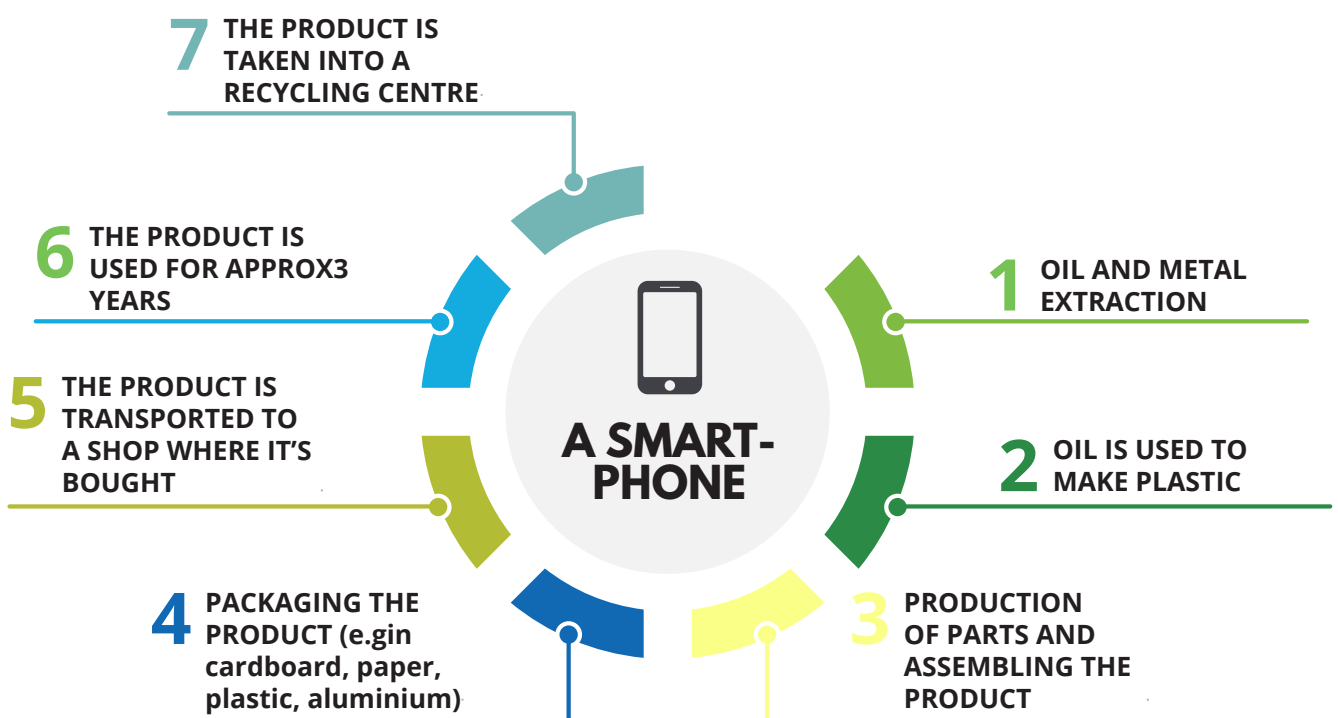 7
THE PRODUCT IS
TAKEN INTO A
RECYCLING CENTRE
6
THE PRODUCT IS
USED FOR APPROX3
YEARS
1
OIL AND METAL
EXTRACTION
5
THE PRODUCT IS
TRANSPORTED TO
A SHOP WHERE IT'S
BOUGHT
A SMART-
PHONE
2
OIL IS USED TO
MAKE PLASTIC
4
PACKAGING THE
PRODUCT (e.gin
cardboard, paper,
plastic, aluminium)
3
PRODUCTION
OF PARTS AND
ASSEMBLING THE
PRODUCT